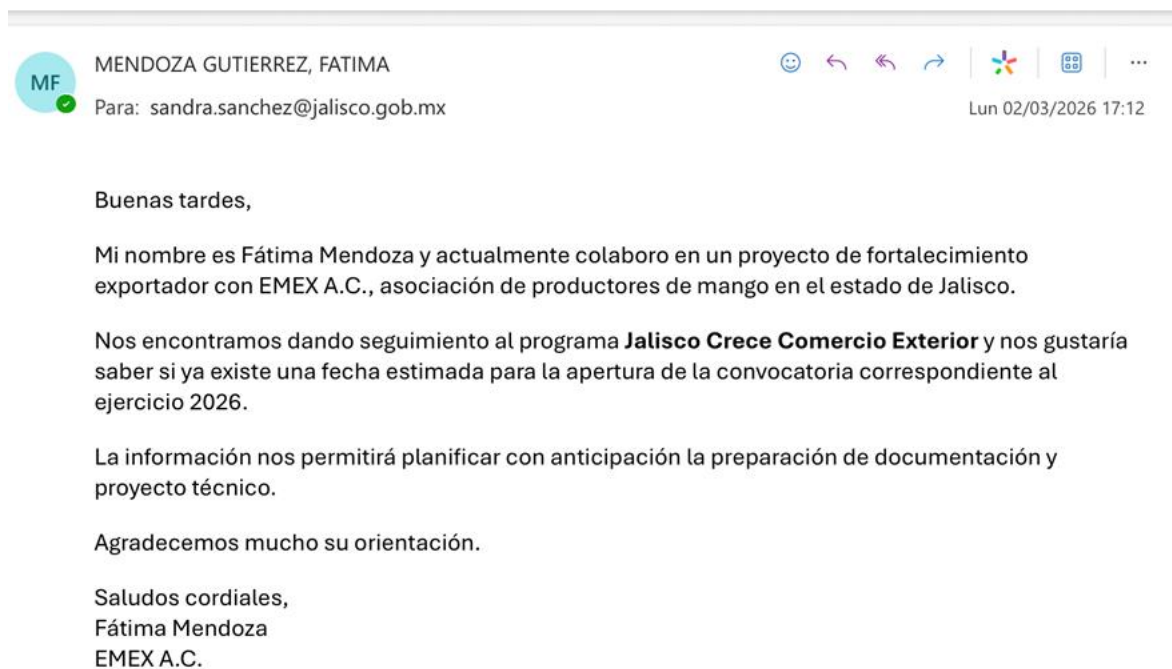 MENDOZA GUTIERREZ, FATIMA
MF
Para: sandra.sanchez@jalisco.gob.mx
Lun 02/03/2026 17:12
Buenas tardes,
Mi nombre es Fátima Mendoza y actualmente colaboro en un proyecto de fortalecimiento
exportador con EMEX A.C., asociación de productores de mango en el estado de Jalisco.
Nos encontramos dando seguimiento al programa Jalisco Crece Comercio Exterior y nos gustaría
saber si ya existe una fecha estimada para la apertura de la convocatoria correspondiente al
ejercicio 2026.
La información nos permitirá planificar con anticipación la preparación de documentación y
proyecto técnico.
Agradecemos mucho su orientación.
Saludos cordiales,
Fátima Mendoza
EMEX A.C.